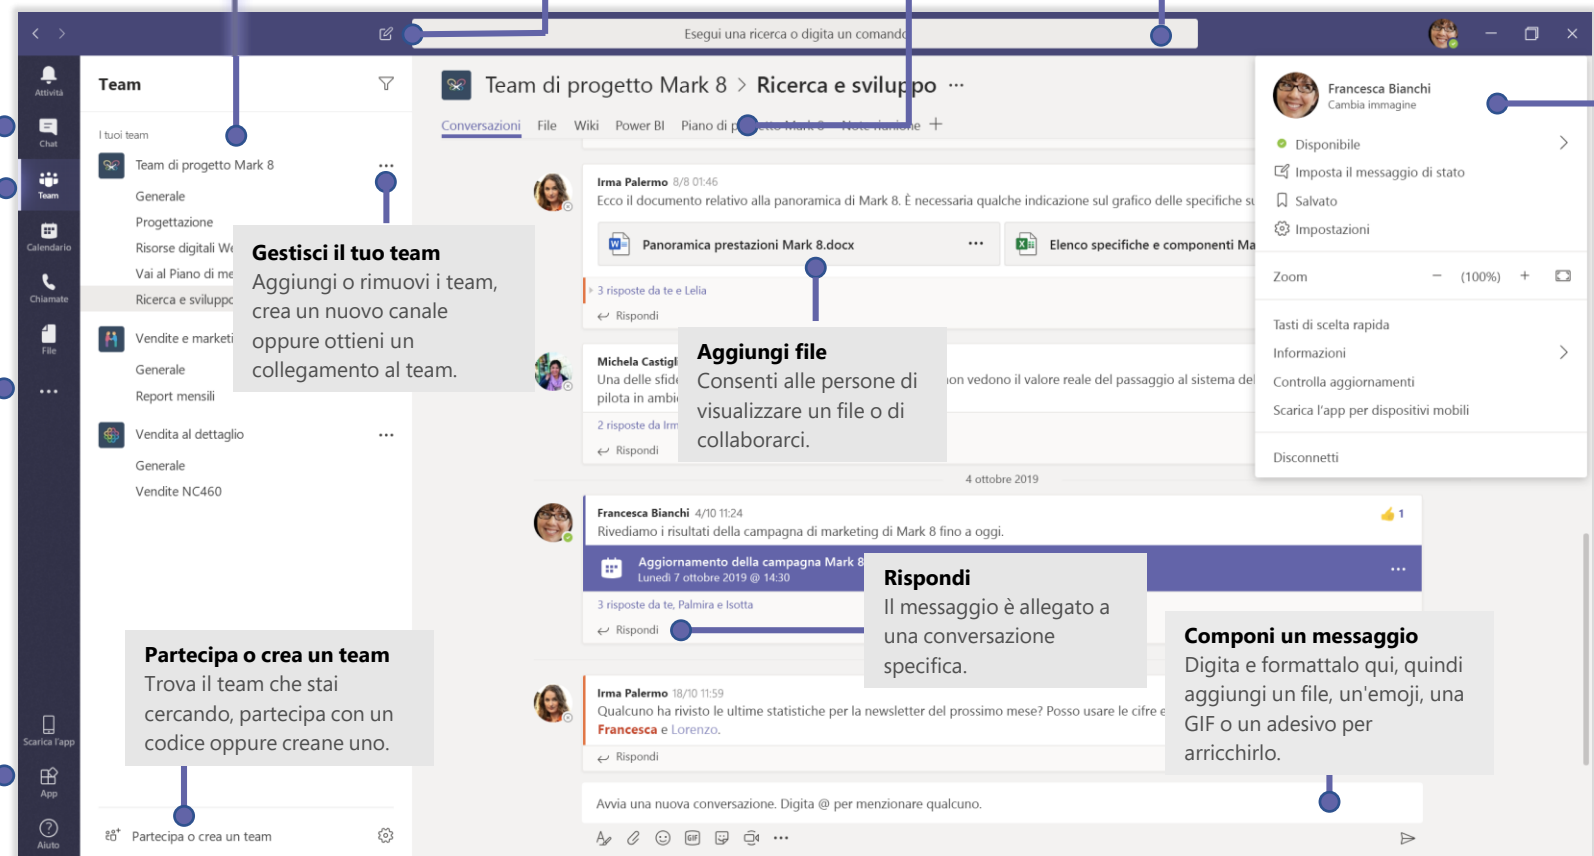 Esegui una ricerca o digita un comando
Attività
Chat
Team
Calendario
Chiamate
File
Scarica l'app
App
Aiuto
Team
I tuoi team
Team di progetto Mark 8
Generale
Progettazione
Risorse digitali
Vai al Piano di
Ricerca e sviluppo
Vendite e
Generale
Report mensili
Vendita al dettaglio
Generale
Vendite NC460
Partecipa o crea un team
Gestisci il tuo team
Aggiungi o rimuovi i team,
crea un nuovo canale
oppure ottieni un
collegamento al team.
Partecipa o crea un team
Trova il team che stai
cercando, partecipa con un
codice oppure creane uno.
Team di progetto Mark 8 > Ricerca e sviluppo ...
Conversazioni File Wiki Power BI Piano di progetto Mark 8 Note riunione +
Irma Palermo 8/8 01:46
Ecco il documento relativo alla panoramica di Mark 8. È necessaria qualche indicazione sul grafico delle specifiche
Panoramica prestazioni Mark 8.docx
Elenco specifiche e componenti
3 risposte da te e Lelia
Rispondi
Aggiungi file
Consenti alle persone di
visualizzare un file o di
collaborarci.
Michela
Una delle non vedono il valore reale del passaggio al sistema
pilota in
2 risposte da
Rispondi
4 ottobre 2019
Francesca Bianchi 4/10 11:24
Rivediamo i risultati della campagna di marketing di Mark 8 fino a oggi.
1
Aggiornamento della campagna Mark 8
Lunedì 7 ottobre 2019 @ 14:30
3 risposte da te, Palmira e Isotta
Rispondi
Rispondi
Il messaggio è allegato a
una conversazione
specifica.
Irma Palermo 18/10 11:59
Qualcuno ha rivisto le ultime statistiche per la newsletter del prossimo mese? Posso usare le cifre e
Francesca e Lorenzo.
Rispondi
Componi un messaggio
Digita e formattalo qui, quindi
aggiungi un file, un'emoji, una
GIF o un adesivo per
arricchirlo.
Avvia una nuova conversazione. Digita @ per menzionare qualcuno.
GIF
Francesca Bianchi
Cambia immagine
Disponibile
Imposta il messaggio di stato
Salvato
Impostazioni
Zoom - (100%) +
Tasti di scelta rapida
Informazioni
Controlla aggiornamenti
Scarica l'app per dispositivi mobili
Disconnetti